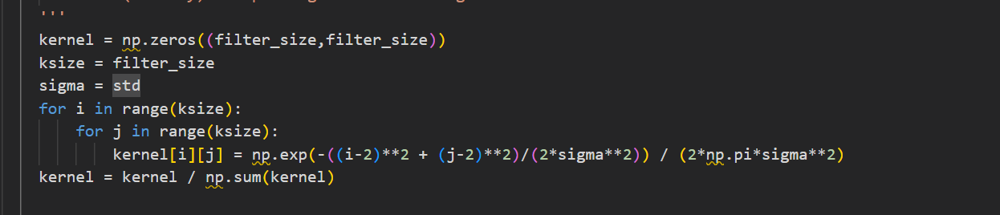 '''
kernel = np.zeros((filter_size,filter_size))
ksize = filter_size
sigma = std
for i in range(ksize):
for j in range(ksize):
kernel[i][j] = np.exp(-((i-2)**2 + (j-2)**2)/(2*sigma**2)) / (2*np.pi*sigma**2)
kernel = kernel / np.sum(kernel)